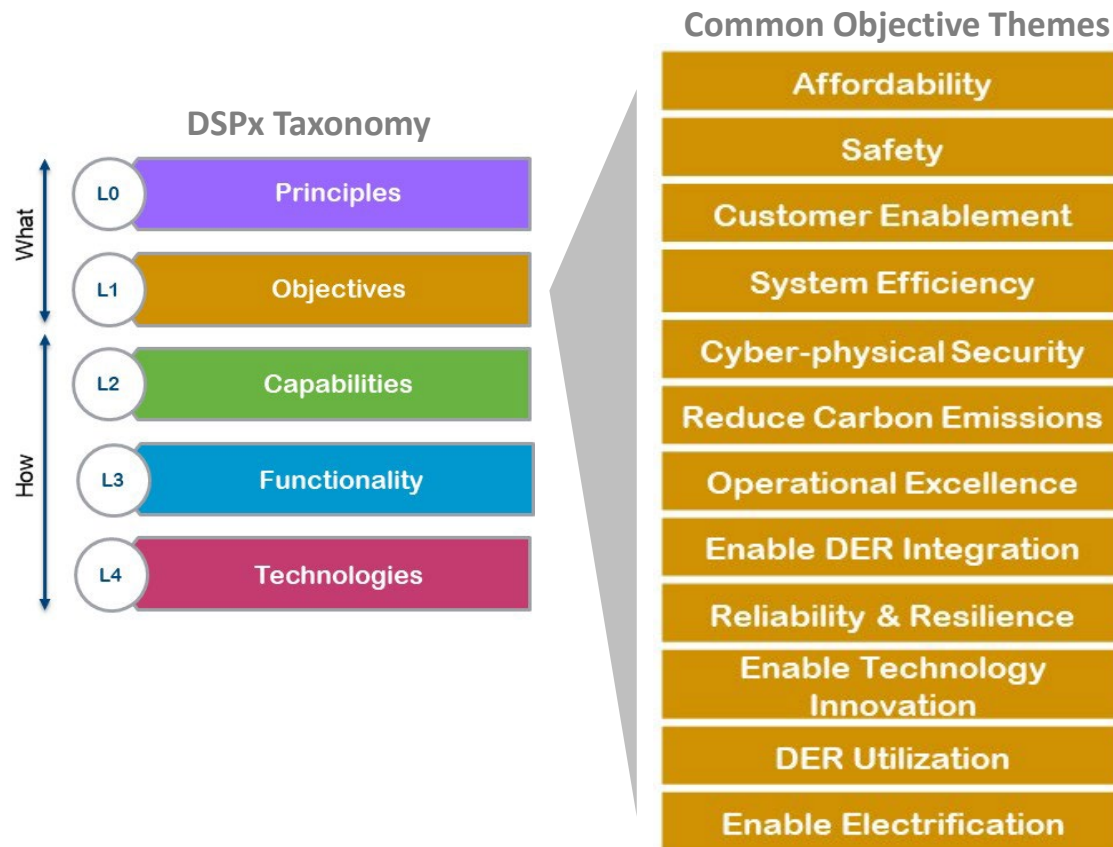 DSPx Taxonomy
What
L0
Principles
L1
Objectives
How
L2
Capabilities
L3
Functionality
L4
Technologies
Common Objective Themes
Affordability
Safety
Customer Enablement
System Efficiency
Cyber-physical Security
Reduce Carbon Emissions
Operational Excellence
Enable DER Integration
Reliability & Resilience
Enable Technology
Innovation
DER Utilization
Enable Electrification